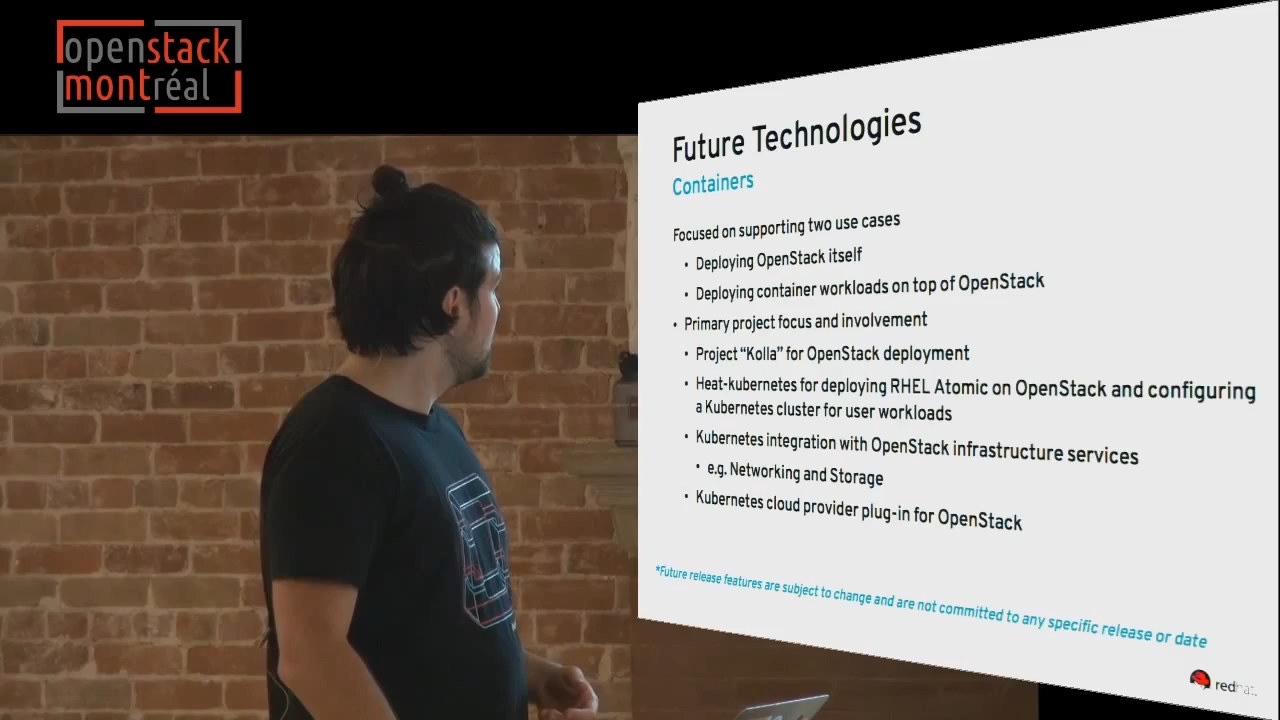 openstack
montréal
Future Technologies
Containers
Focused on supporting two use cases
• Deploying OpenStack itself
• Deploying container workloads on top of OpenStack
• Primary project focus and involvement
• Project “Kolla” for OpenStack deployment
• Heat-kubernetes for deploying RHEL Atomic on OpenStack and configuring
a Kubernetes cluster for user workloads
• Kubernetes integration with OpenStack infrastructure services
• e.g. Networking and Storage
• Kubernetes cloud provider plug-in for OpenStack
*Future release features are subject to change and are not committed to any specific release or date
redhat.